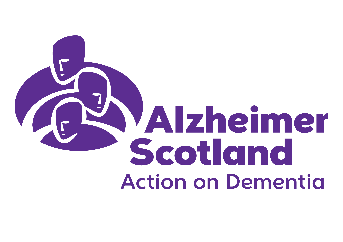 Alzheimer
Scotland
Action on Dementia